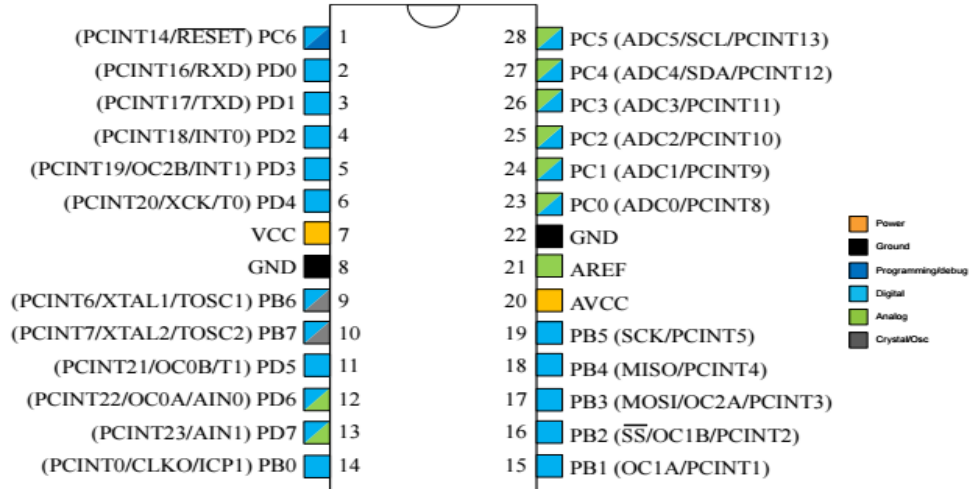 (PCINT14/RESET) PC6 1 28 PC5 (ADC5/SCL/PCINT13)
(PCINT16/RXD) PD0 2 27 PC4 (ADC4/SDA/PCINT12)
(PCINT17/TXD) PD1 3 26 PC3 (ADC3/PCINT11)
(PCINT18/INT0) PD2 4 25 PC2 (ADC2/PCINT10)
(PCINT19/OC2B/INT1) PD3 5 24 PC1 (ADC1/PCINT9)
(PCINT20/XCK/T0) PD4 6 23 PC0 (ADC0/PCINT8)
VCC 7 22 GND
GND 8 21 AREF
(PCINT6/XTAL1/TOSC1) PB6 9 20 AVCC
(PCINT7/XTAL2/TOSC2) PB7 10 19 PB5 (SCK/PCINT5)
(PCINT21/OC0B/T1) PD5 11 18 PB4 (MISO/PCINT4)
(PCINT22/OC0A/AIN0) PD6 12 17 PB3 (MOSI/OC2A/PCINT3)
(PCINT23/AIN1) PD7 13 16 PB2 (SS/OC1B/PCINT2)
(PCINT0/CLKO/ICP1) PB0 14 15 PB1 (OC1A/PCINT1)
Power
Ground
Programming/debug
Digital
Analog
Crystal/Osc